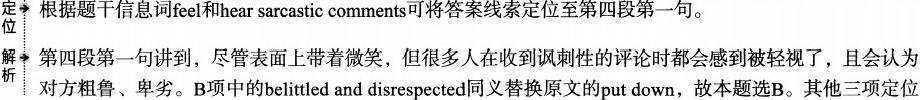 定位 根据题干信息词feel和hear sarcastic comments可将答案线索定位至第四段第一句。
解析 第四段第一句讲到，尽管表面上带着微笑，但很多人在收到讽刺性的评论时都会感到被轻视了，且会认为
对方粗鲁、卑劣。B项中的belittled and disrespected同义替换原文的put down，故本题选B。其他三项定位